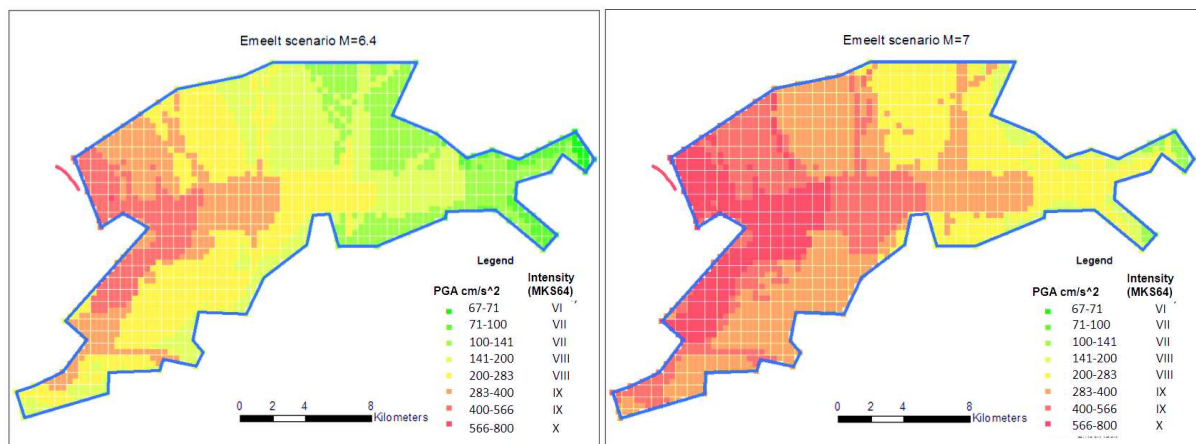 Emeelt scenario M=6.4
Legend
PGA cm/s^2 Intensity (MKS64)
67-71 VI
71-100 VII
100-141 VII
141-200 VIII
200-283 VIII
283-400 IX
400-566 IX
566-800 X
0 2 4 8
Kilometers
Emeelt scenario M=7
Legend
PGA cm/s^2 Intensity (MKS64)
67-71 VI
71-100 VII
100-141 VII
141-200 VIII
200-283 VIII
283-400 IX
400-566 IX
566-800 X
0 2 4 8
Kilometers